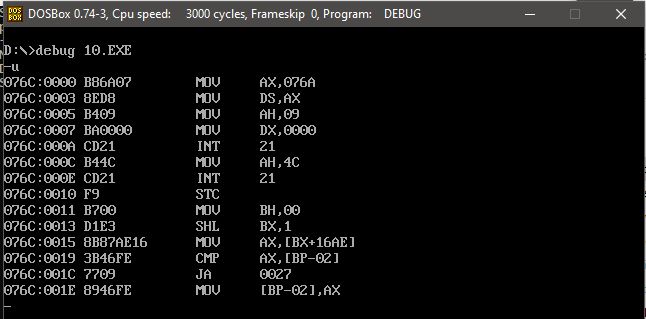 DOSBox 0.74-3, Cpu speed: 3000 cycles, Frameskip 0, Program: DEBUG
D:\>debug 10.EXE
-u
076C:0000 B86A07 MOV AX,076A
076C:0003 8ED8 MOV DS,AX
076C:0005 B409 MOV AH,09
076C:0007 BA0000 MOV DX,0000
076C:000A CD21 INT 21
076C:000C B44C MOV AH,4C
076C:000E CD21 INT 21
076C:0010 F9 STC
076C:0011 B700 MOV BH,00
076C:0013 D1E3 SHL BX,1
076C:0015 8B87AE16 MOV AX,[BX+16AE]
076C:0019 3B46FE CMP AX,[BP-02]
076C:001C 7709 JA 0027
076C:001E 8946FE MOV [BP-02],AX
-